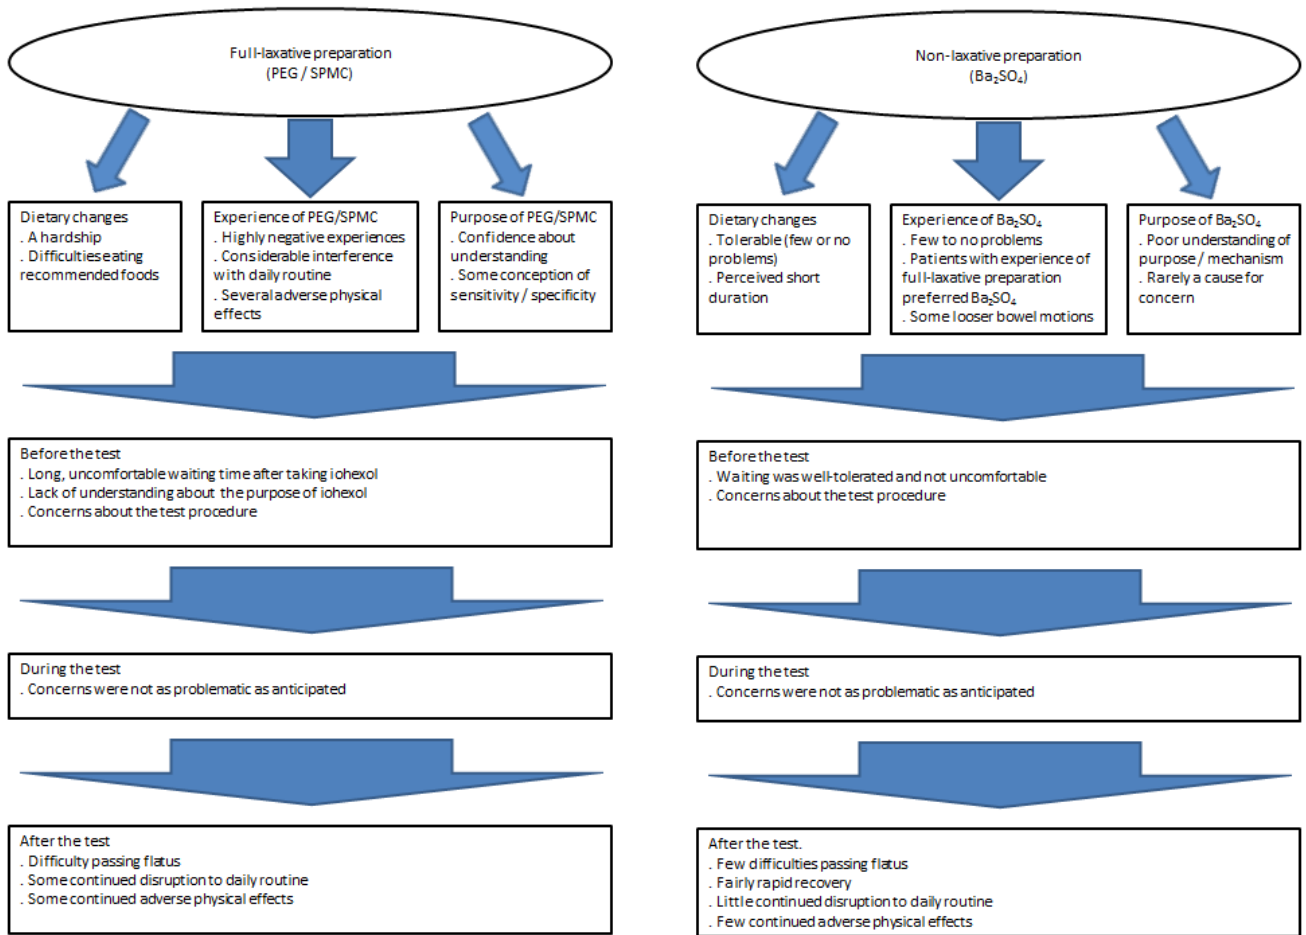 Full-laxative preparation
(PEG / SPMC)
Dietary changes
. A hardship
. Difficulties eating
recommended foods
Experience of PEG/SPMC
. Highly negative experiences
. Considerable interference
with daily routine
. Several adverse physical
effects
Purpose of PEG/SPMC
. Confidence about
understanding
. Some conception of
sensitivity / specificity
Before the test
. Long, uncomfortable waiting time after taking iohexol
. Lack of understanding about the purpose of iohexol
. Concerns about the test procedure
During the test
. Concerns were not as problematic as anticipated
After the test
. Difficulty passing flatus
. Some continued disruption to daily routine
. Some continued adverse physical effects
Non-laxative preparation
(Ba₂SO₄)
Dietary changes
. Tolerable (few or no
problems)
. Perceived short
duration
Experience of Ba₂SO₄
. Few to no problems
. Patients with experience of
full-laxative preparation
preferred Ba₂SO₄
. Some looser bowel motions
Purpose of Ba₂SO₄
. Poor understanding of
purpose / mechanism
. Rarely a cause for
concern
Before the test
. Waiting was well-tolerated and not uncomfortable
. Concerns about the test procedure
During the test
. Concerns were not as problematic as anticipated
After the test.
. Few difficulties passing flatus
. Fairly rapid recovery
. Little continued disruption to daily routine
. Few continued adverse physical effects